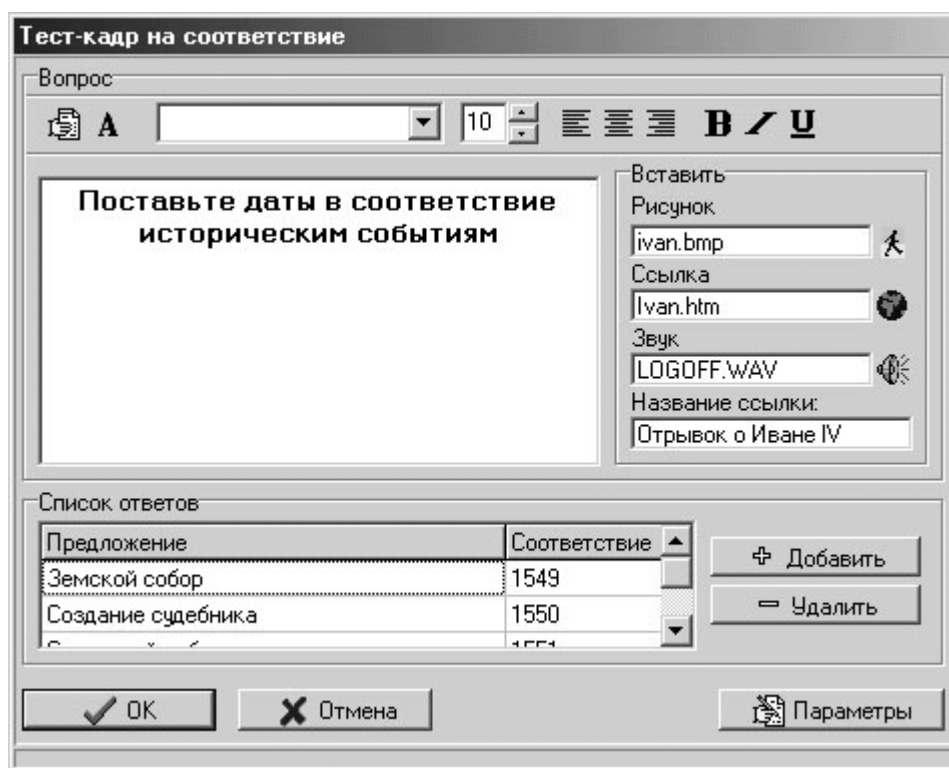 Тест-кадр на соответствие
Вопрос
A
10
B I U
Поставьте даты в соответствие
историческим событиям
Вставить
Рисунок
ivan.bmp
Ссылка
Ivan.htm
Звук
LOGOFF.WAV
Название ссылки:
Отрывок о Иване IV
Список ответов
Предложение Соответствие
Земской собор 1549
Создание судебника 1550
Добавить
Удалить
OK
Отмена
Параметры